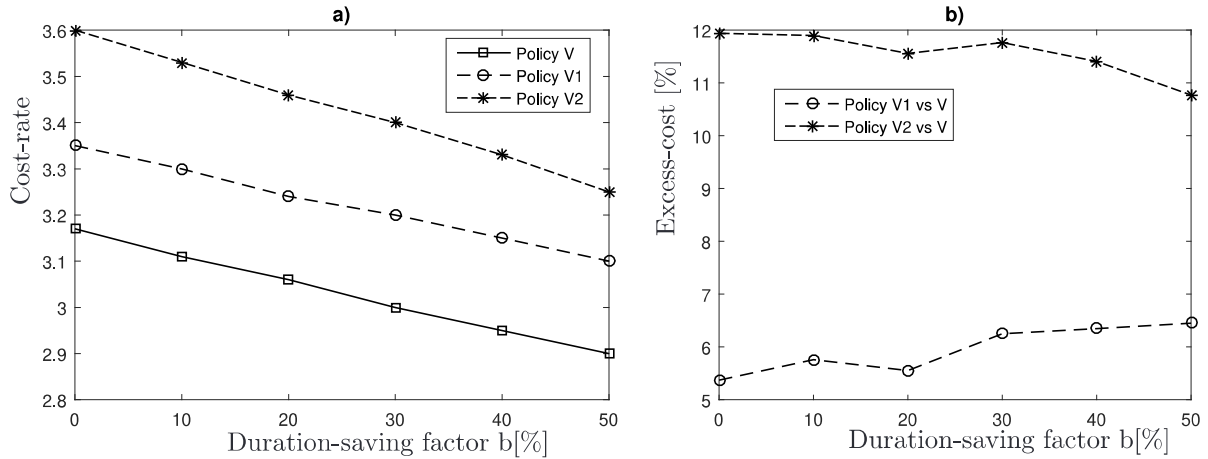 a)
3.6
3.5
3.4
3.3
3.2
3.1
3
2.9
2.8
Cost-rate
Policy V
Policy V1
Policy V2
0 10 20 30 40 50
Duration-saving factor b[%]
b)
12
11
10
9
8
7
6
5
Excess-cost [%]
Policy V1 vs V
Policy V2 vs V
0 10 20 30 40 50
Duration-saving factor b[%]